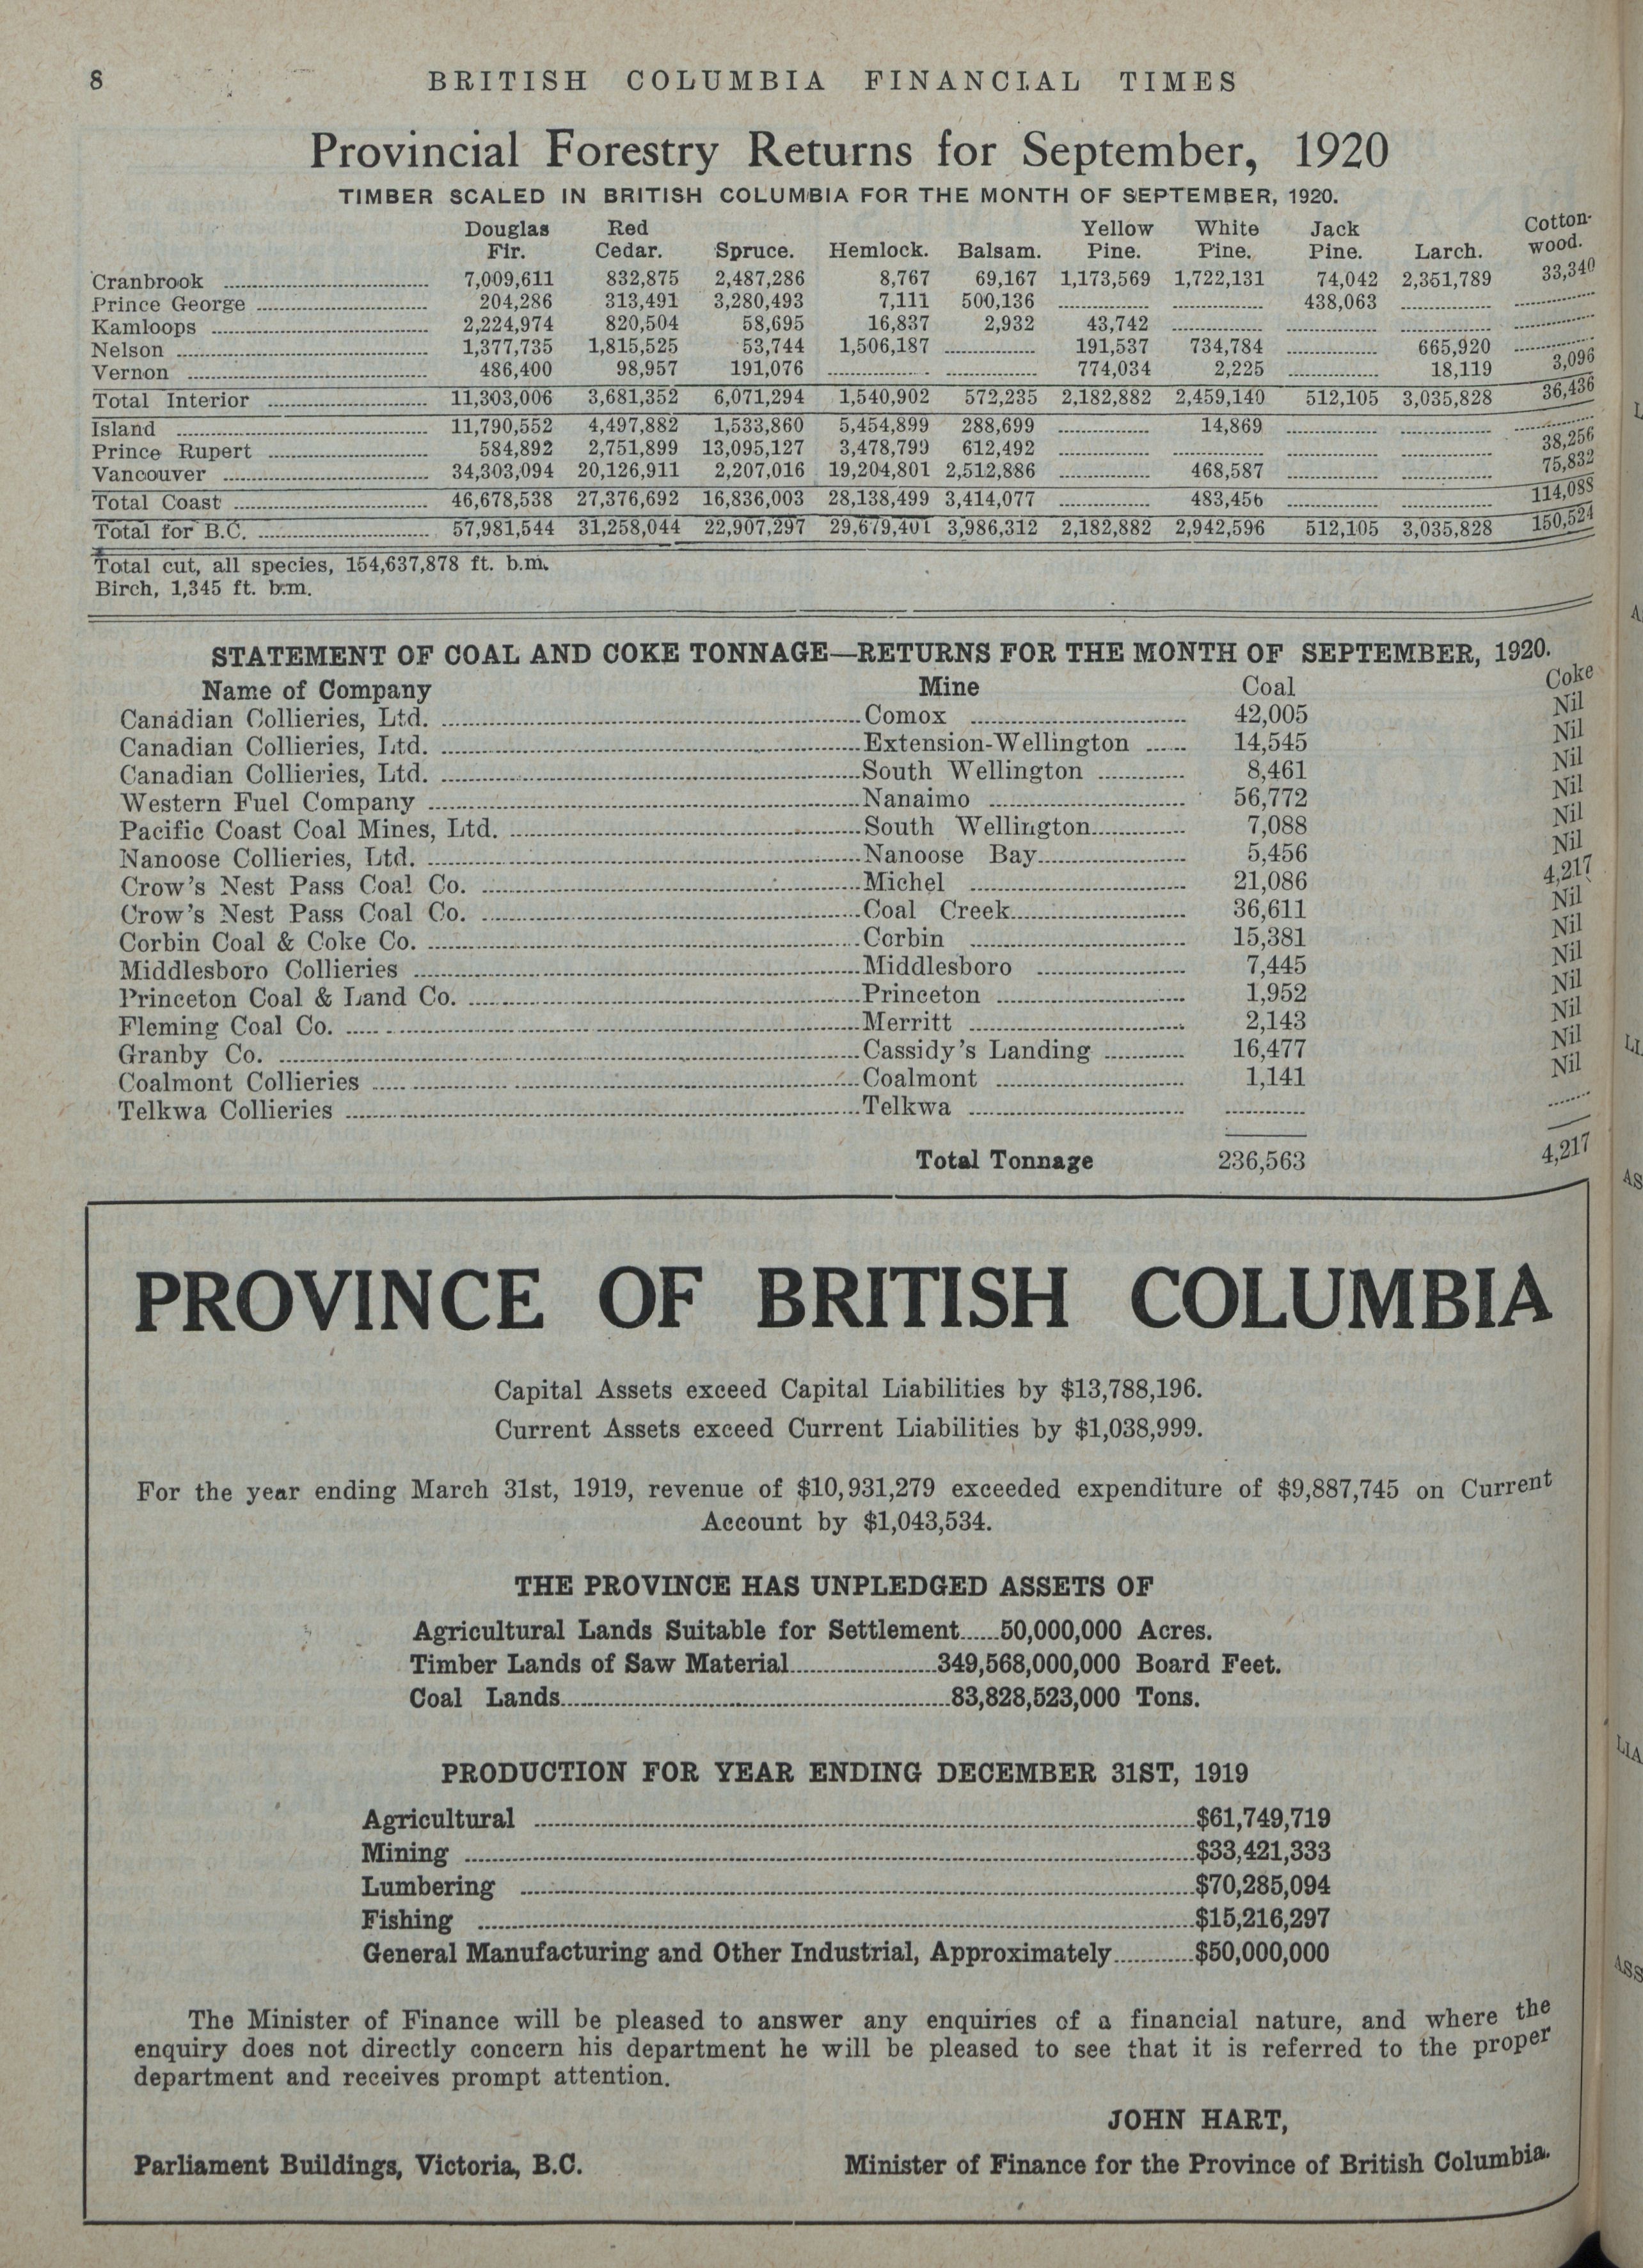 8 BRITISH COLUMBIA FINANCIAL TIMES
Provincial Forestry Returns for September, 1920
TIMBER SCALED IN BRITISH COLUMBIA FOR THE MONTH OF SEPTEMBER, 1920.
Douglas Red Yellow White Jack Cotton-
Fir. Cedar. Spruce. Hemlock. Balsam. Pine. Pine. Pine. Larch. wood.
Cranbrook 7,009,611 832,875 2,487,286 8,767 69,167 1,173,569 1,722,131 74,042 2,351,789 33,340
Prince George 204,286 313,491 3,280,493 7,111 500,136 438,063
Kamloops 2,224,974 820,504 58,695 16,837 2,932 43,742
Nelson 1,377,735 1,815,525 53,744 1,506,187 191,537 734,784 665,920
Vernon 486,400 98,957 191,076 774,034 2,225 18,119 3,096
Total Interior 11,303,006 3,681,352 6,071,294 1,540,902 572,235 2,182,882 2,459,140 512,105 3,035,828 36,436
Island 11,790,552 4,497,882 1,533,860 5,454,899 288,699 14,869
Prince Rupert 584,892 2,751,899 13,095,127 3,478,799 612,492 38,256
Vancouver 34,303,094 20,126,911 2,207,016 19,204,801 2,512,886 468,587 75,832
Total Coast 46,678,538 27,376,692 16,836,003 28,138,499 3,414,077 483,456 114,088
Total for B.C. 57,981,544 31,258,044 22,907,297 29,679,401 3,986,312 2,182,882 2,942,596 512,105 3,035,828 150,524
Total cut, all species, 154,637,878 ft. b.m.
Birch, 1,345 ft. b.m.
STATEMENT OF COAL AND COKE TONNAGE—RETURNS FOR THE MONTH OF SEPTEMBER, 1920.
Name of Company Mine Coal Coke
Canadian Collieries, Ltd. Comox 42,005 Nil
Canadian Collieries, Ltd. Extension-Wellington 14,545 Nil
Canadian Collieries, Ltd. South Wellington 8,461 Nil
Western Fuel Company Nanaimo 56,772 Nil
Pacific Coast Coal Mines, Ltd. South Wellington 7,088 Nil
Nanoose Collieries, Ltd. Nanoose Bay 5,456 Nil
Crow's Nest Pass Coal Co. Michel 21,086 4,217
Crow's Nest Pass Coal Co. Coal Creek 36,611 Nil
Corbin Coal & Coke Co. Corbin 15,381 Nil
Middlesboro Collieries Middlesboro 7,445 Nil
Princeton Coal & Land Co. Princeton 1,952 Nil
Fleming Coal Co. Merritt 2,143 Nil
Granby Co. Cassidy's Landing 16,477 Nil
Coalmont Collieries Coalmont 1,141 Nil
Telkwa Collieries Telkwa
Total Tonnage 236,563 4,217
PROVINCE OF BRITISH COLUMBIA
Capital Assets exceed Capital Liabilities by $13,788,196.
Current Assets exceed Current Liabilities by $1,038,999.
For the year ending March 31st, 1919, revenue of $10,931,279 exceeded expenditure of $9,887,745 on Current
Account by $1,043,534.
THE PROVINCE HAS UNPLEDGED ASSETS OF
Agricultural Lands Suitable for Settlement......50,000,000 Acres.
Timber Lands of Saw Material......349,568,000,000 Board Feet.
Coal Lands......83,828,523,000 Tons.
PRODUCTION FOR YEAR ENDING DECEMBER 31ST, 1919
Agricultural ......$61,749,719
Mining ......$33,421,333
Lumbering ......$70,285,094
Fishing ......$15,216,297
General Manufacturing and Other Industrial, Approximately......$50,000,000
The Minister of Finance will be pleased to answer any enquiries of a financial nature, and where the
enquiry does not directly concern his department he will be pleased to see that it is referred to the proper
department and receives prompt attention.
JOHN HART,
Parliament Buildings, Victoria, B.C. Minister of Finance for the Province of British Columbia.